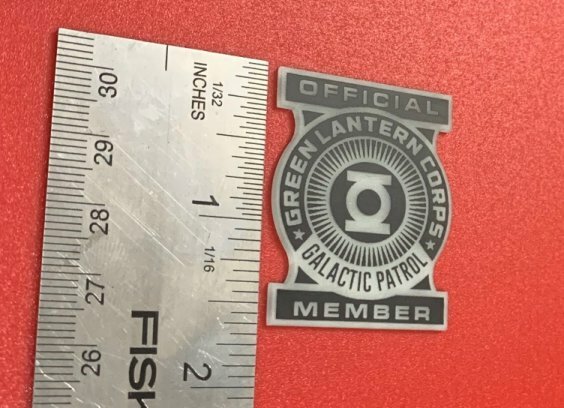 OFFICIAL
GREEN LANTERN CORPS
GALACTIC PATROL
MEMBER
1/32
INCHES
1
1/16
2
30
29
28
27
26
FISK